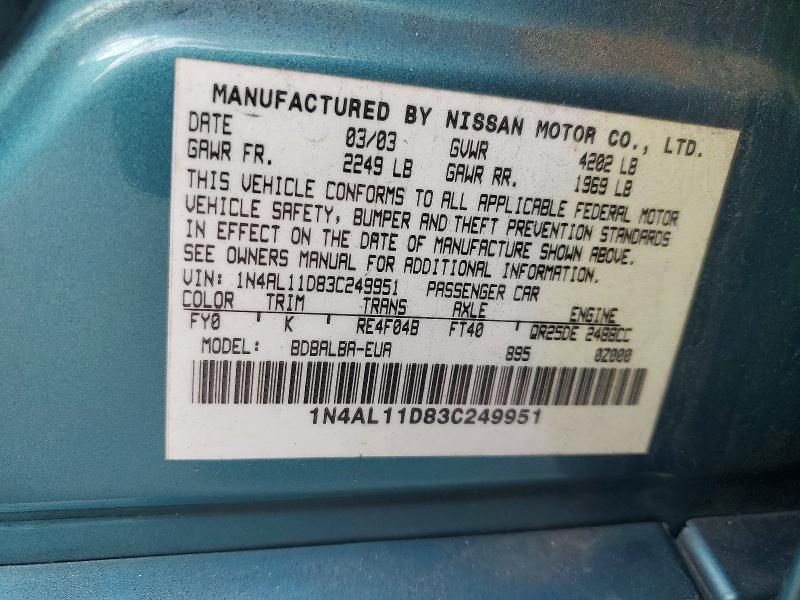 MANUFACTURED BY NISSAN MOTOR CO., LTD.
DATE 03/03 GVWR 4202 LB
GAWR FR. 2249 LB GAWR RR. 1969 LB
THIS VEHICLE CONFORMS TO ALL APPLICABLE FEDERAL MOTOR
VEHICLE SAFETY, BUMPER AND THEFT PREVENTION STANDARDS
IN EFFECT ON THE DATE OF MANUFACTURE SHOWN ABOVE.
SEE OWNERS MANUAL FOR ADDITIONAL INFORMATION.
VIN: 1N4AL11D83C249951 PASSENGER CAR
COLOR TRIM TRANS AXLE ENGINE
FY0 ' K ' RE4F04B FT40 QR25DE 2488CC
MODEL: BDBALBA-EUA 895 0Z000
1N4AL11D83C249951